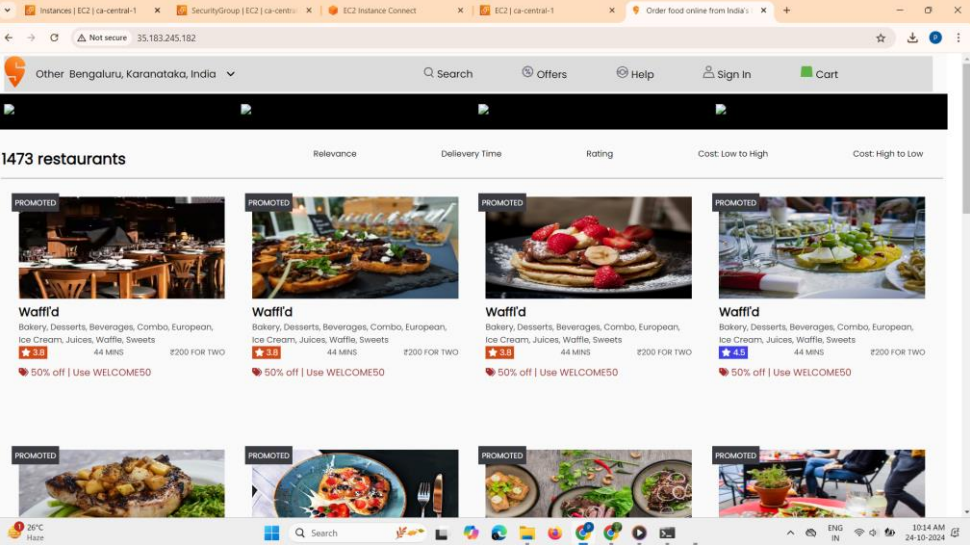 Instances | EC2 | ca-central-1
SecurityGroup | EC2 | ca-central
EC2 Instance Connect
EC2 | ca-central-1
Order food online from India's
Not secure 35.183.245.182
P
Other Bengaluru, Karanataka, India
Search
Offers
Help
Sign In
Cart
1473 restaurants
Relevance
Delievery Time
Rating
Cost: Low to High
Cost: High to Low
PROMOTED PROMOTED PROMOTED PROMOTED
Waffl'd Waffl'd Waffl'd Waffl'd
Bakery, Desserts, Beverages, Combo, European, Bakery, Desserts, Beverages, Combo, European, Bakery, Desserts, Beverages, Combo, European, Bakery, Desserts, Beverages, Combo, European,
Ice Cream, Juices, Waffle, Sweets Ice Cream, Juices, Waffle, Sweets Ice Cream, Juices, Waffle, Sweets Ice Cream, Juices, Waffle, Sweets
3.8 44 MINS ₹200 FOR TWO 3.8 44 MINS ₹200 FOR TWO 3.8 44 MINS ₹200 FOR TWO 4.5 44 MINS ₹200 FOR TWO
50% off | Use WELCOME50 50% off | Use WELCOME50 50% off | Use WELCOME50 50% off | Use WELCOME50
PROMOTED PROMOTED PROMOTED PROMOTED
1
26°C
Haze
Search
ENG
IN
10:14 AM
24-10-2024